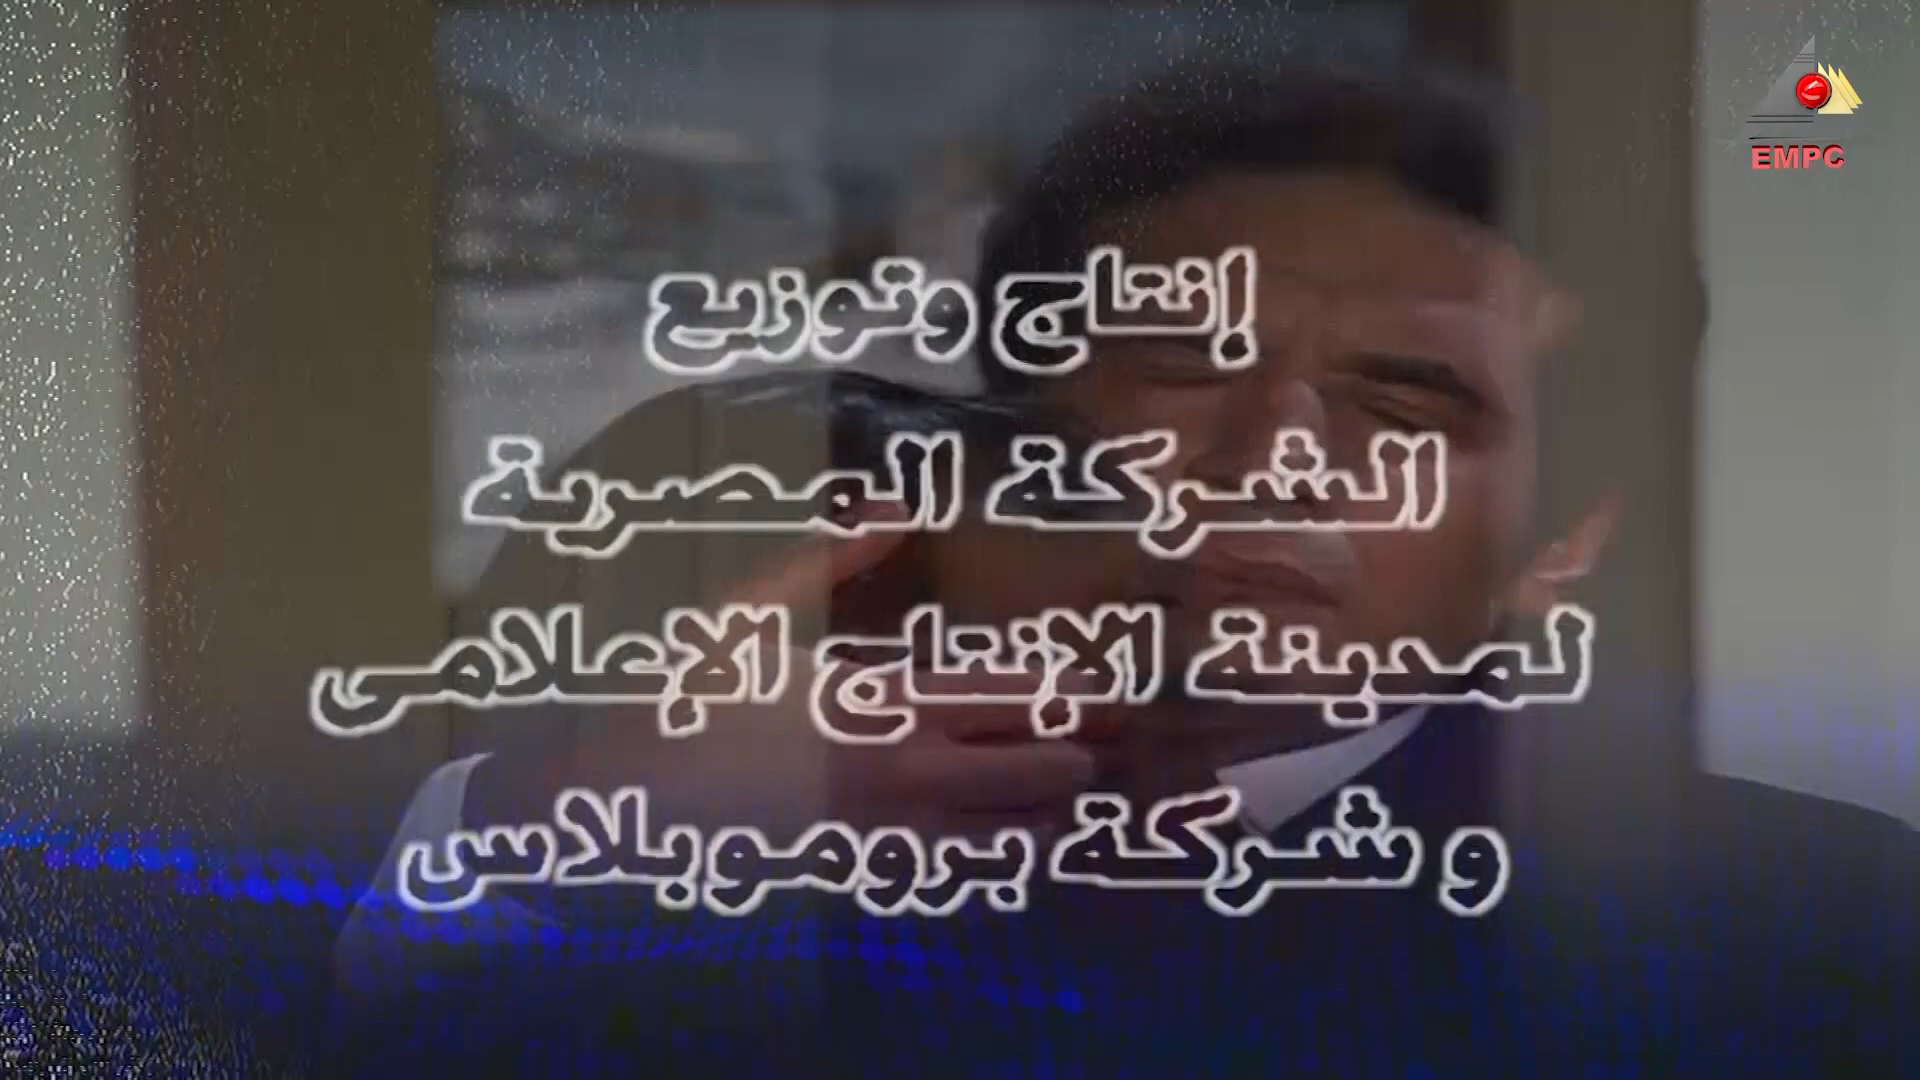 إنتاج وتوزيع
الشركة المصرية
لمدينة الإنتاج الإعلامى
و شركة بروموبلاس
EMPC